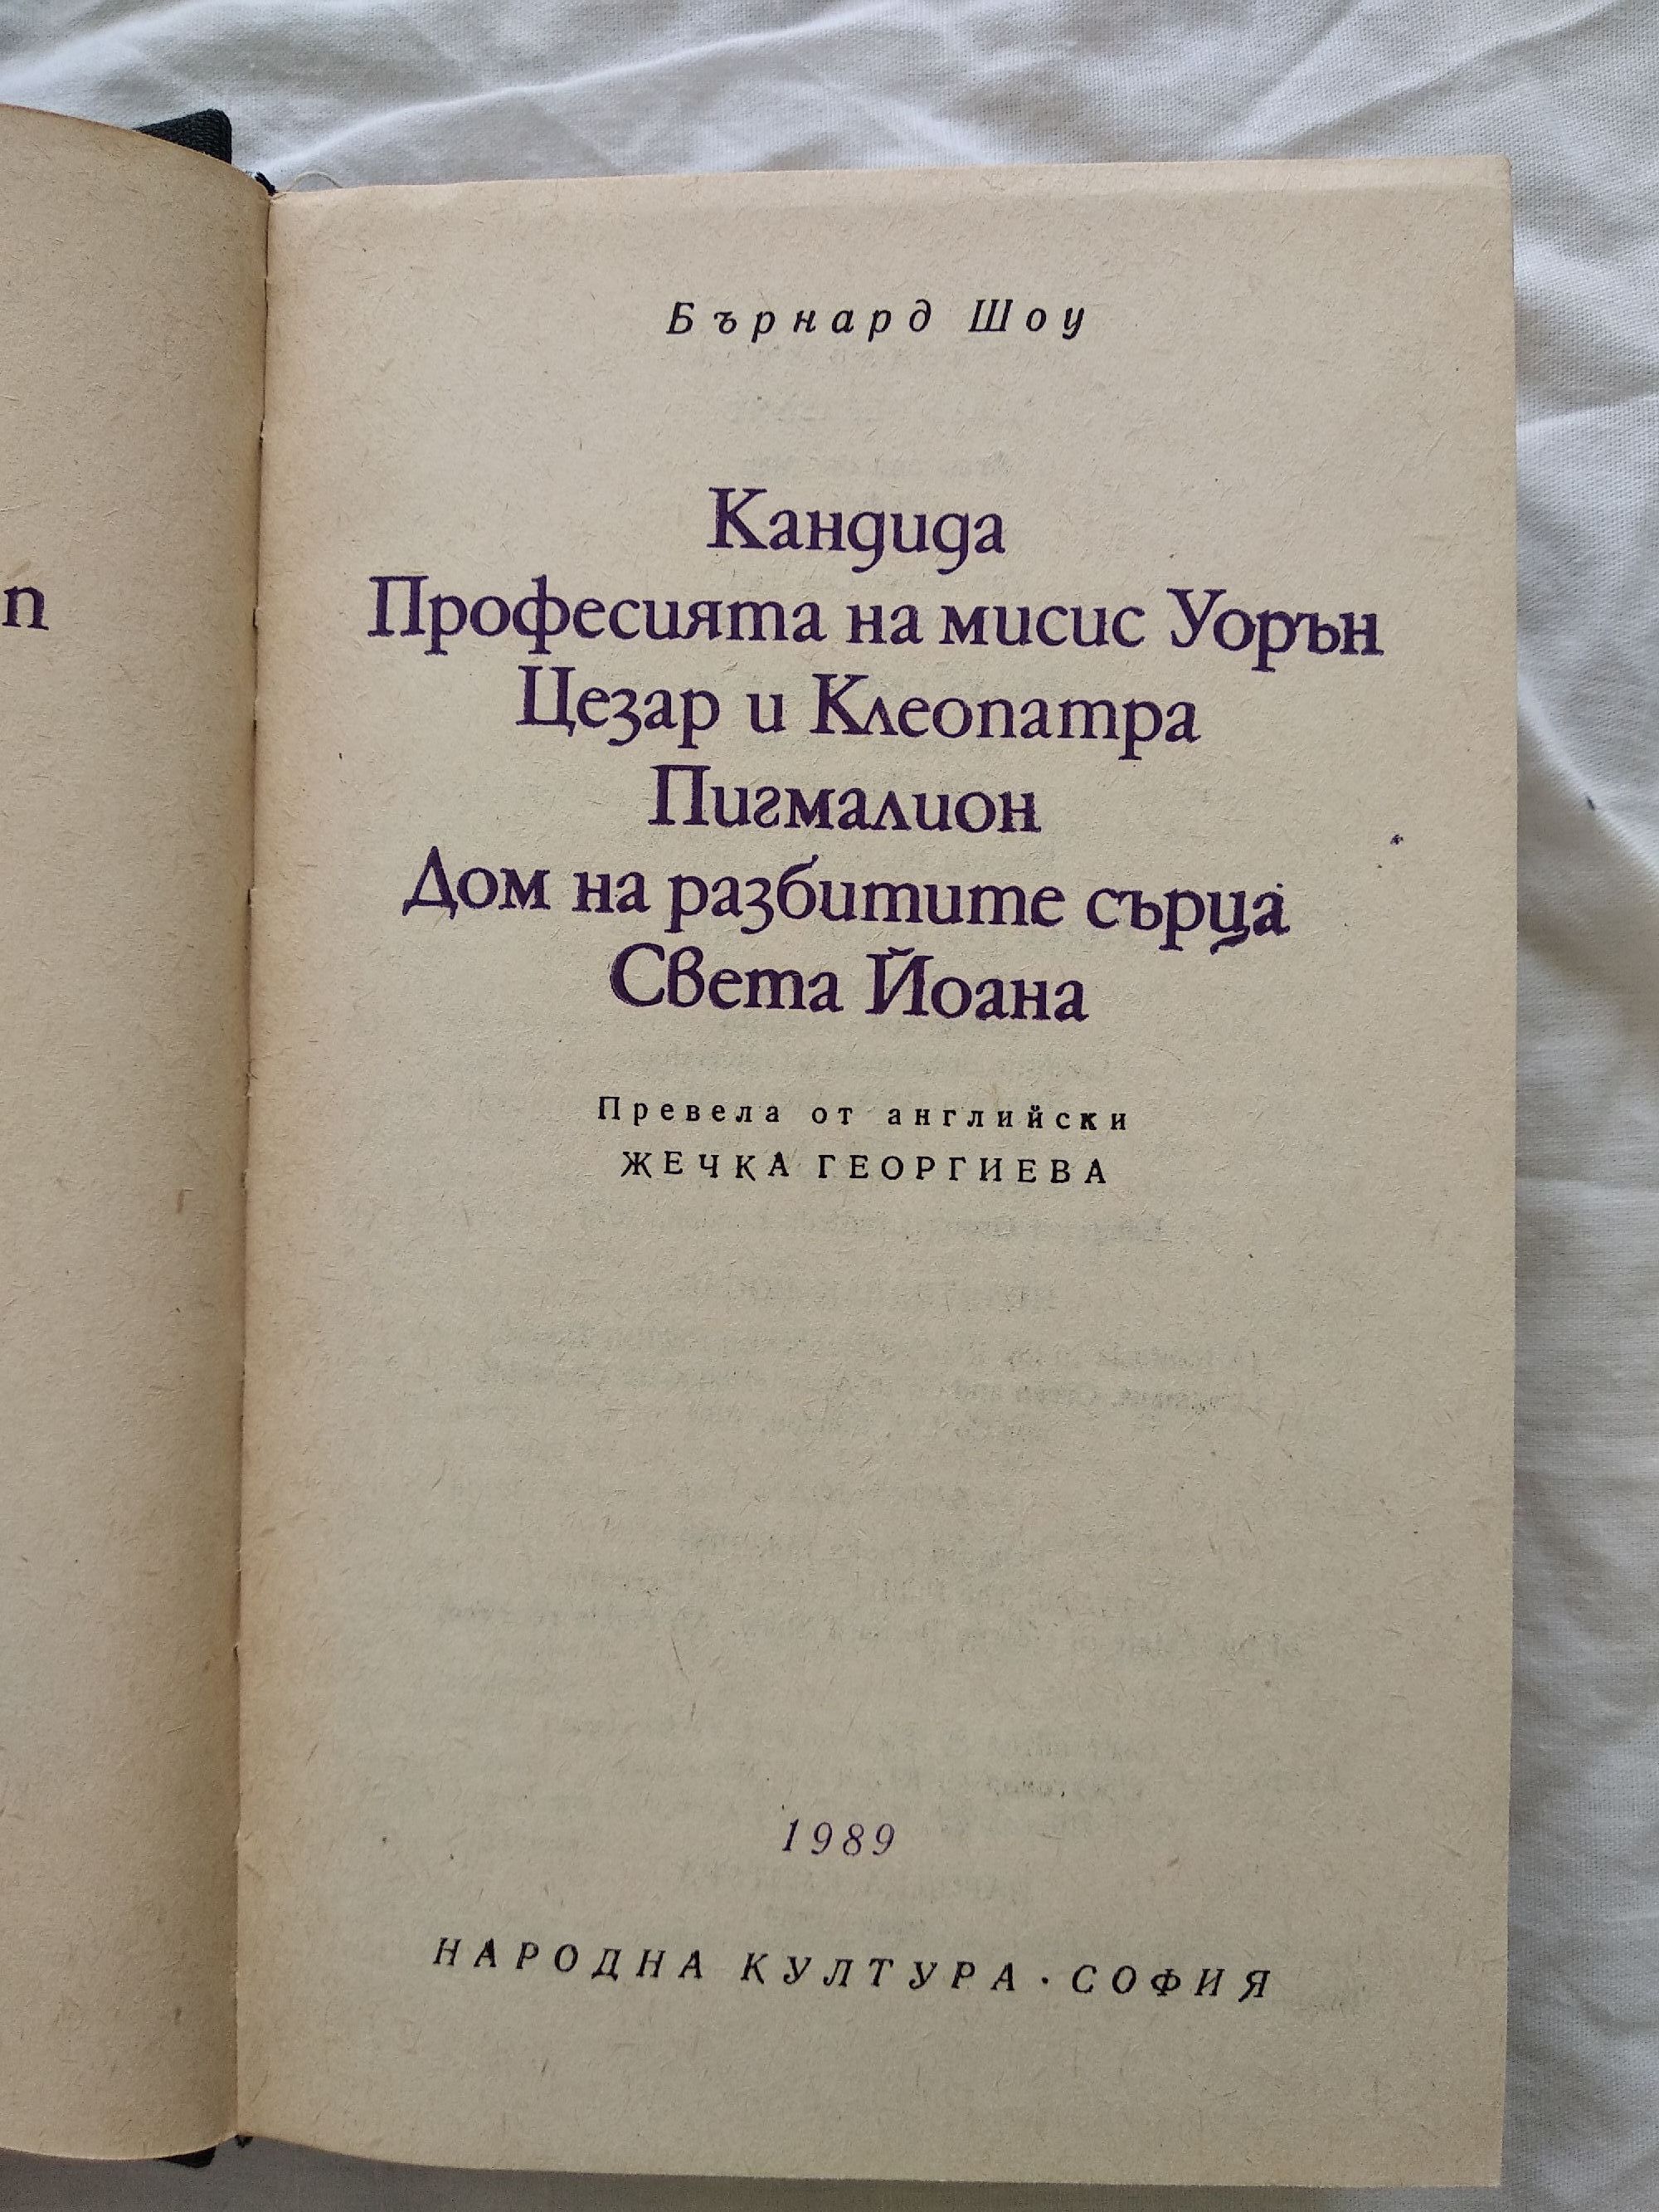 п
Бърнард Шоу
Кандида
Професията на мисис Уорън
Цезар и Клеопатра
Пигмалион
Дом на разбитите сърца
Света Йоана
Превела от английски
ЖЕЧКА ГЕОРГИЕВА
1989
НАРОДНА КУЛТУРА · СОФИЯ